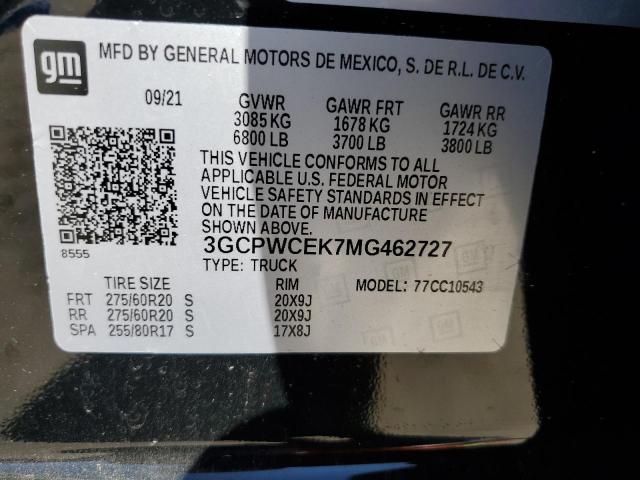 gm
MFD BY GENERAL MOTORS DE MEXICO, S. DE R.L. DE C.V.
09/21 GVWR GAWR FRT GAWR RR
3085 KG 1678 KG 1724 KG
6800 LB 3700 LB 3800 LB
THIS VEHICLE CONFORMS TO ALL
APPLICABLE U.S. FEDERAL MOTOR
VEHICLE SAFETY STANDARDS IN EFFECT
ON THE DATE OF MANUFACTURE
SHOWN ABOVE.
8555
3GCPWCEK7MG462727
TYPE: TRUCK MODEL: 77CC10543
TIRE SIZE RIM
FRT 275/60R20 S 20X9J
RR 275/60R20 S 20X9J
SPA 255/80R17 S 17X8J